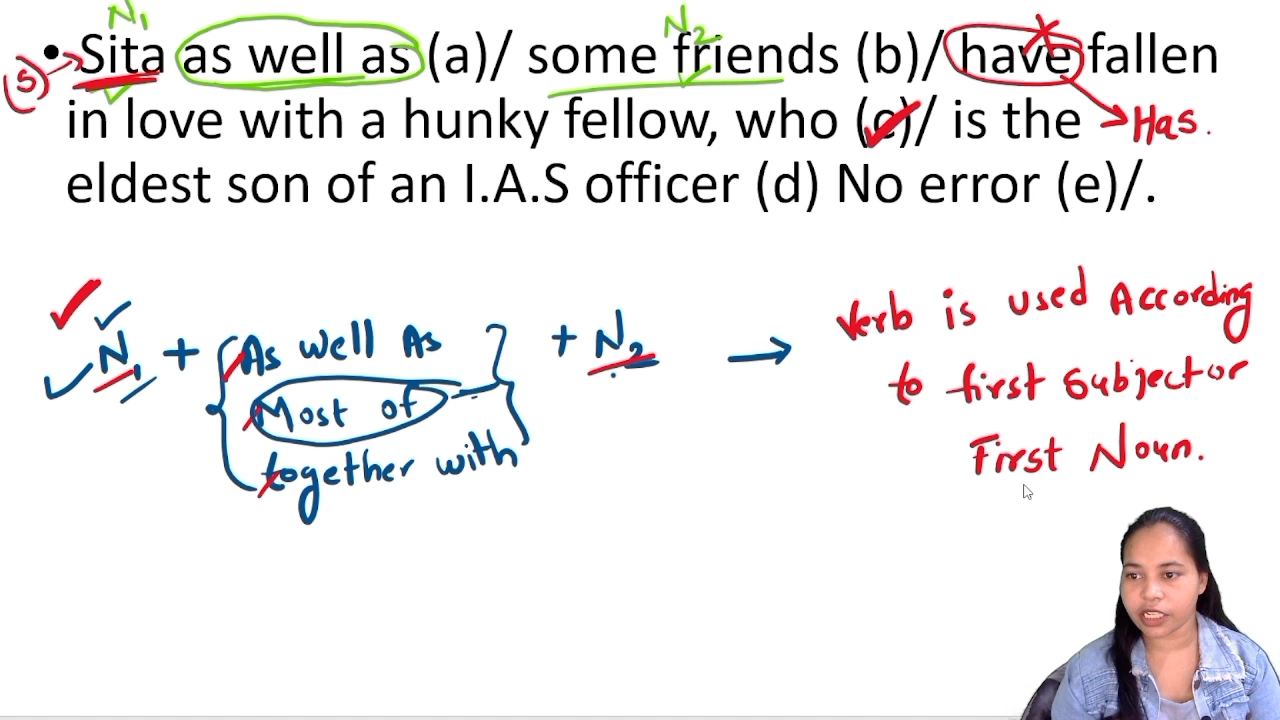 N1 N2
(S) • Sita as well as (a)/ some friends (b)/ have fallen
in love with a hunky fellow, who (c)/ is the Has.
eldest son of an I.A.S officer (d) No error (e)/.
N1 + { As well As } + N2 → Verb is used According
Most of to first Subject or
together with First Noun.